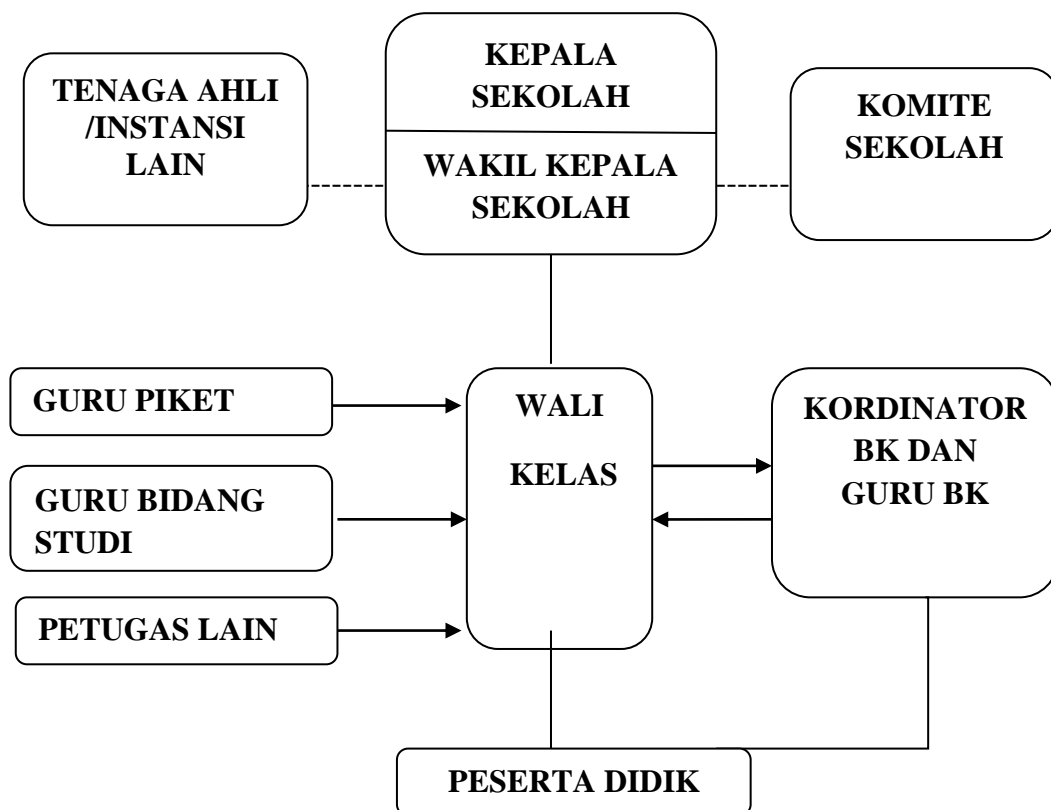 TENAGA AHLI
/INSTANSI
LAIN
KEPALA
SEKOLAH
WAKIL KEPALA
SEKOLAH
KOMITE
SEKOLAH
GURU PIKET
GURU BIDANG
STUDI
PETUGAS LAIN
WALI
KELAS
KORDINATOR
BK DAN
GURU BK
PESERTA DIDIK